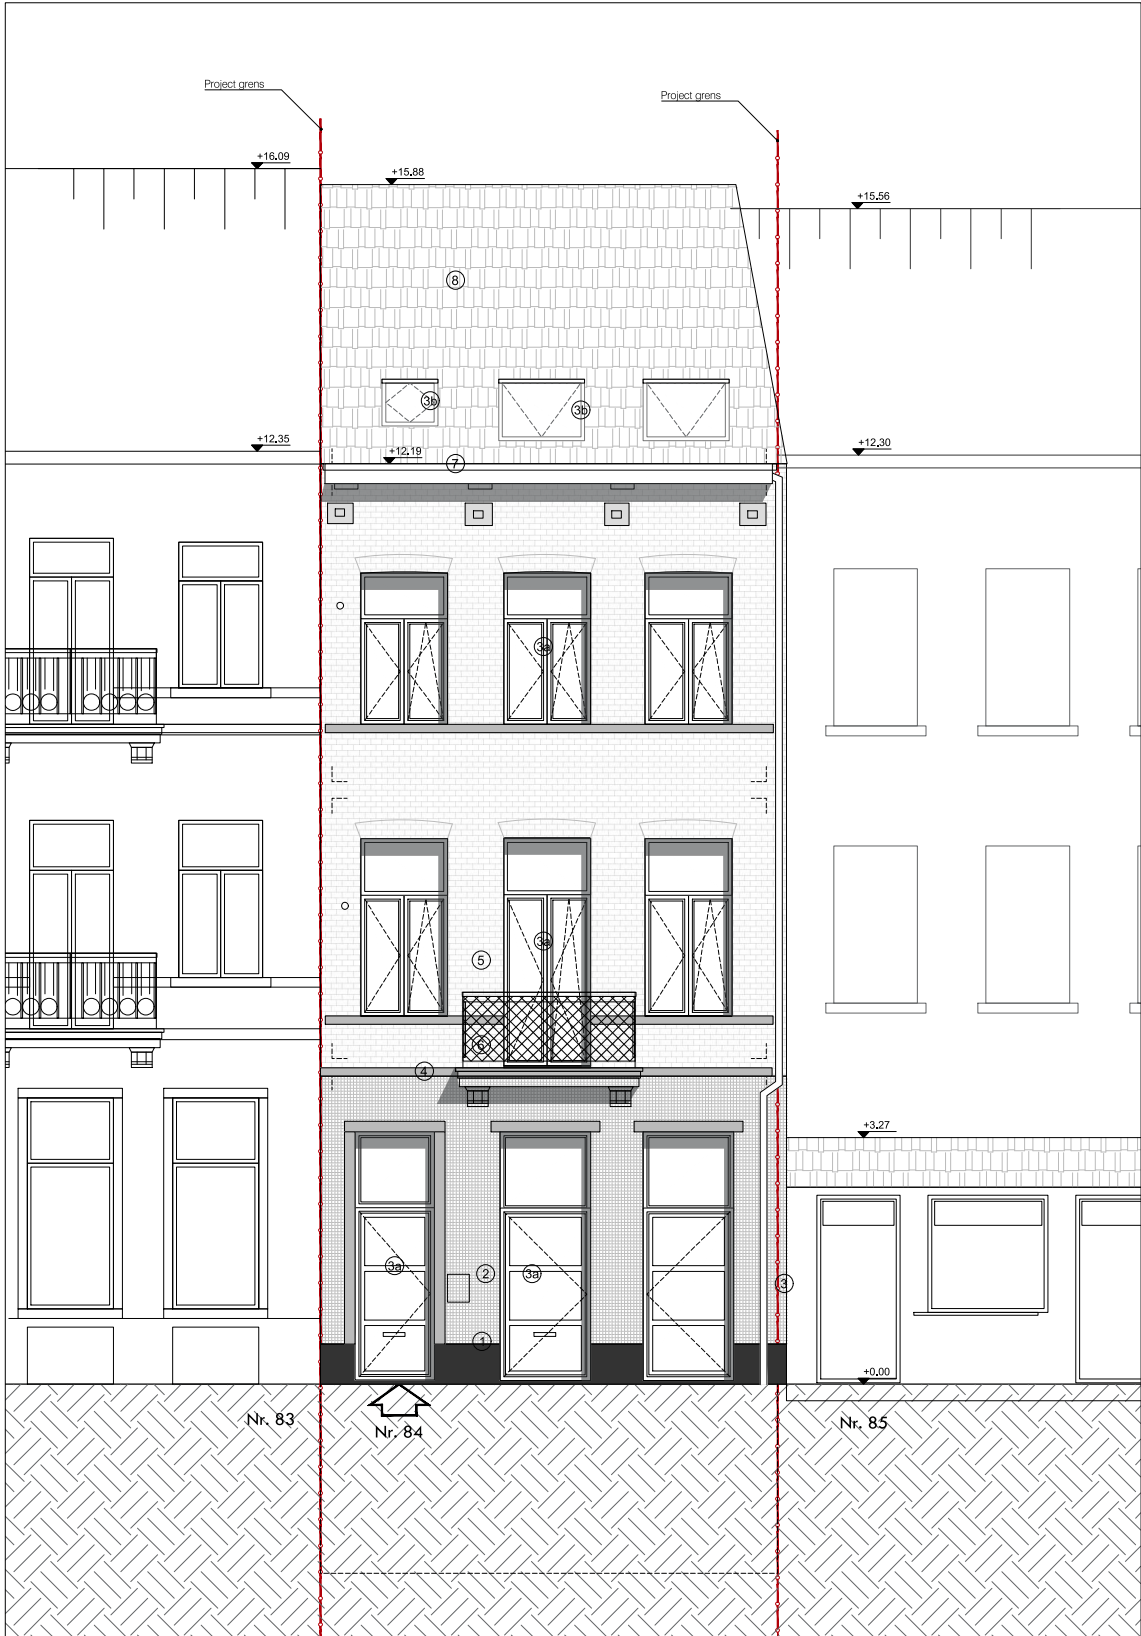 Project grens
Project grens
+16.09
+15.88
+15.56
8
3b
3b
+12.35
+12.19
7
+12.30
3a
3a
5
6
4
+3.27
3a
2
3a
3
1
+0.00
Nr. 83
Nr. 84
Nr. 85